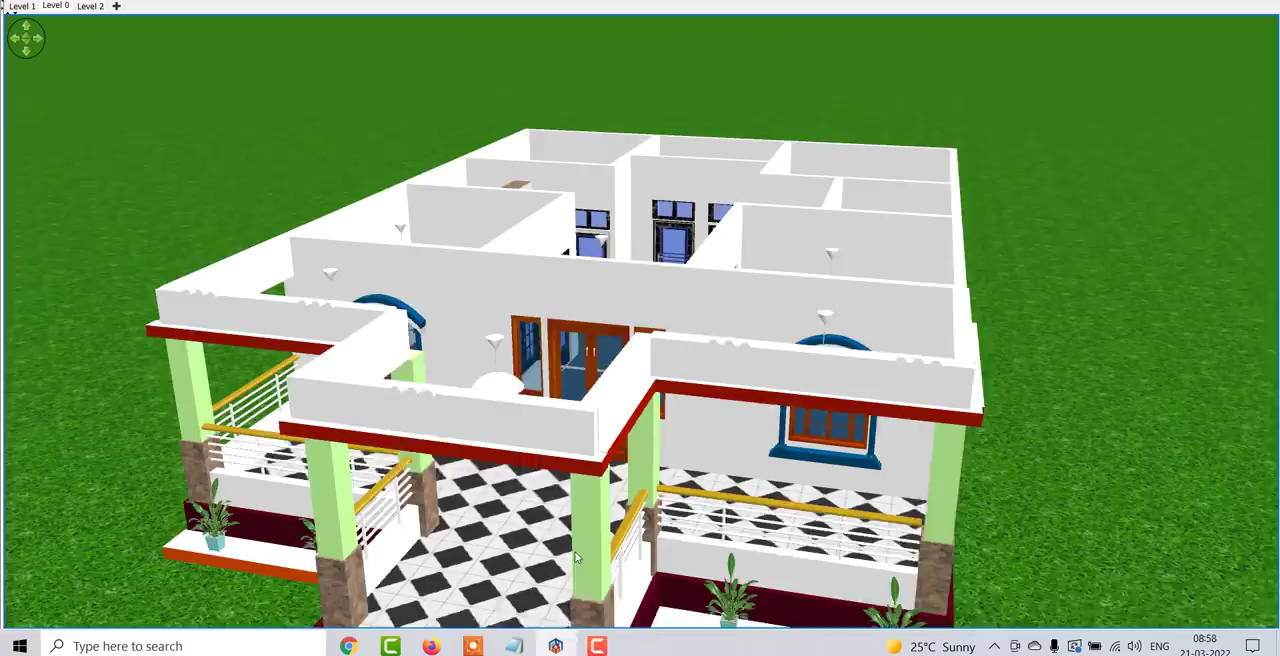 Level 1 Level 0 Level 2
Type here to search
25°C Sunny
ENG
08:58
21-03-2022